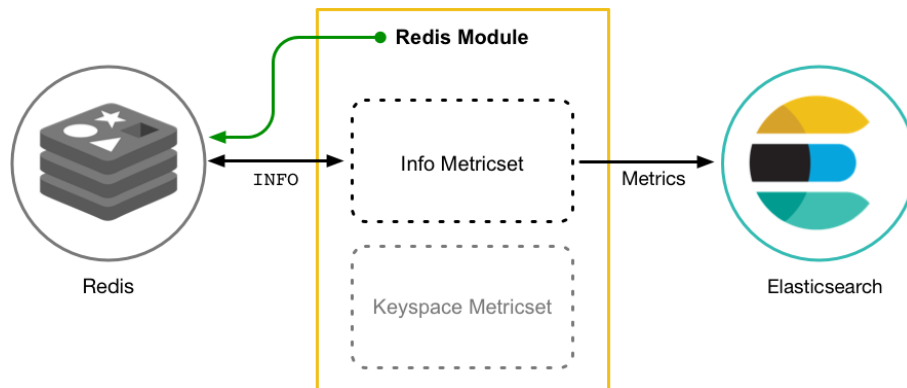 Redis Module
Info Metricset
INFO
Metrics
Redis
Elasticsearch
Keyspace Metricset